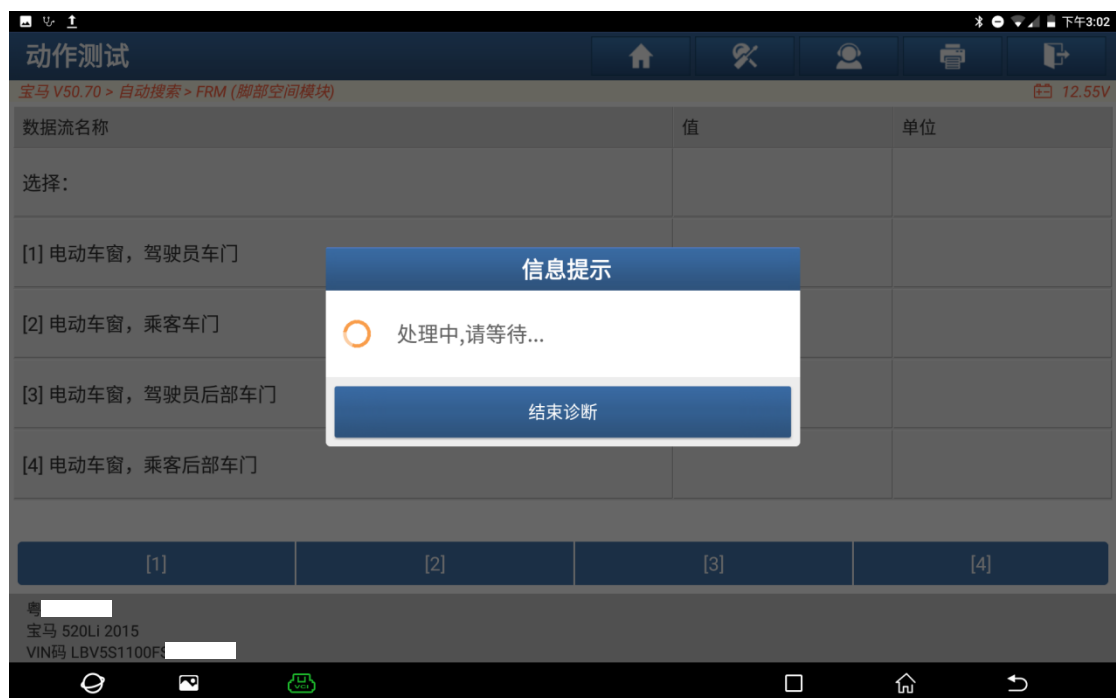 下午3:02
动作测试
宝马 V50.70 > 自动搜索 > FRM (脚部空间模块) 12.55V
数据流名称 值 单位
选择：
[1] 电动车窗，驾驶员车门
信息提示
[2] 电动车窗，乘客车门
处理中,请等待...
[3] 电动车窗，驾驶员后部车门
结束诊断
[4] 电动车窗，乘客后部车门
[1] [2] [3] [4]
粤
宝马 520Li 2015
VIN码 LBV5S1100FS
VCI